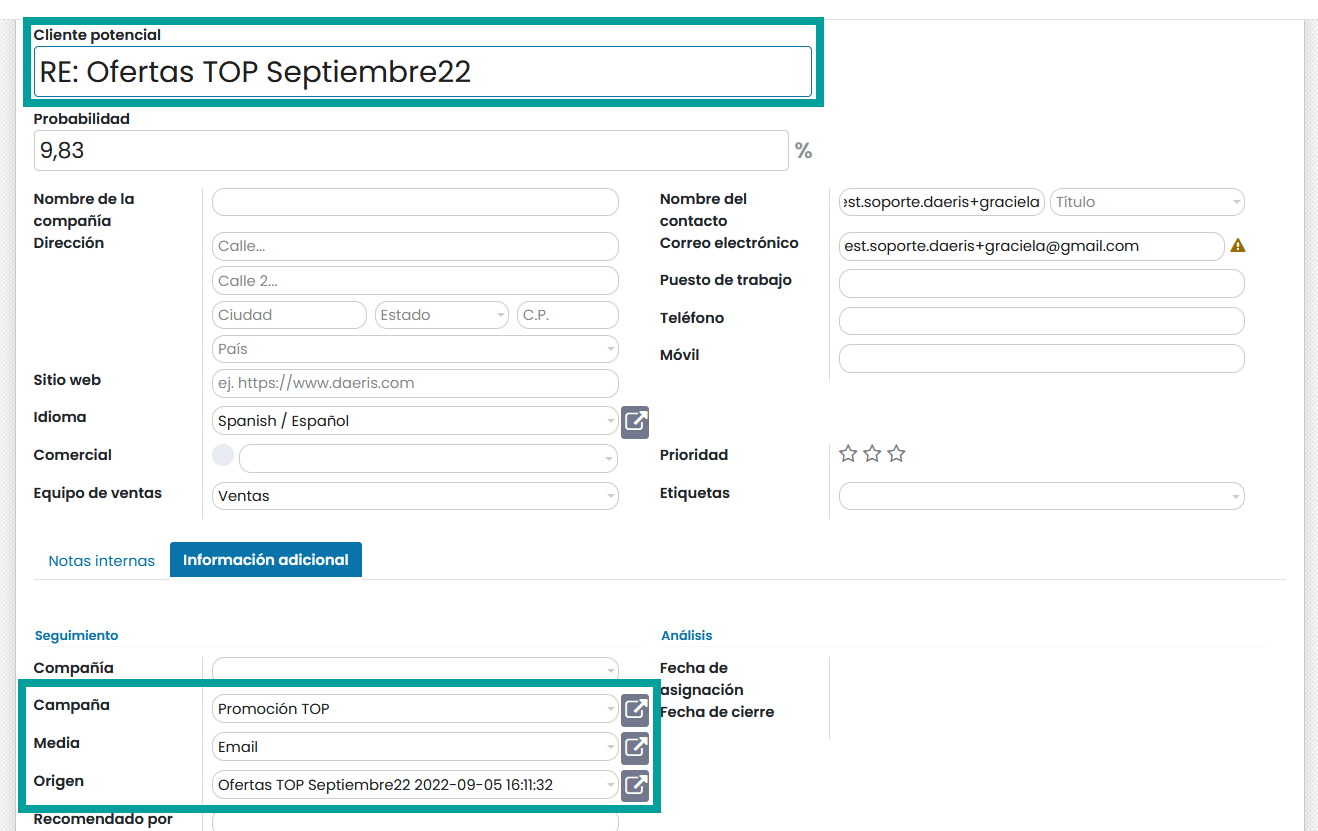 Cliente potencial
RE: Ofertas TOP Septiembre22
Probabilidad
9,83 %
Nombre de la
compañía
Dirección
Calle...
Calle 2...
Ciudad Estado C.P.
País
Sitio web ej. https://www.daeris.com
Idioma Spanish / Español
Comercial
Equipo de ventas Ventas
Nombre del
contacto
est.soporte.daeris+graciela Título
Correo electrónico est.soporte.daeris+graciela@gmail.com
Puesto de trabajo
Teléfono
Móvil
Prioridad
Etiquetas
Notas internas Información adicional
Seguimiento
Compañía
Campaña Promoción TOP
Media Email
Origen Ofertas TOP Septiembre22 2022-09-05 16:11:32
Recomendado por
Análisis
Fecha de
asignación
Fecha de cierre